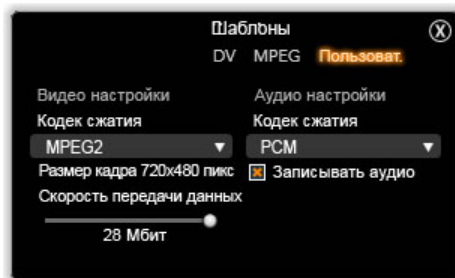 Шаблоны
DV MPEG Пользоват.
Видео настройки Аудио настройки
Кодек сжатия Кодек сжатия
MPEG2 PCM
Размер кадра 720x480 пикс Записывать аудио
Скорость передачи данных
28 Мбит